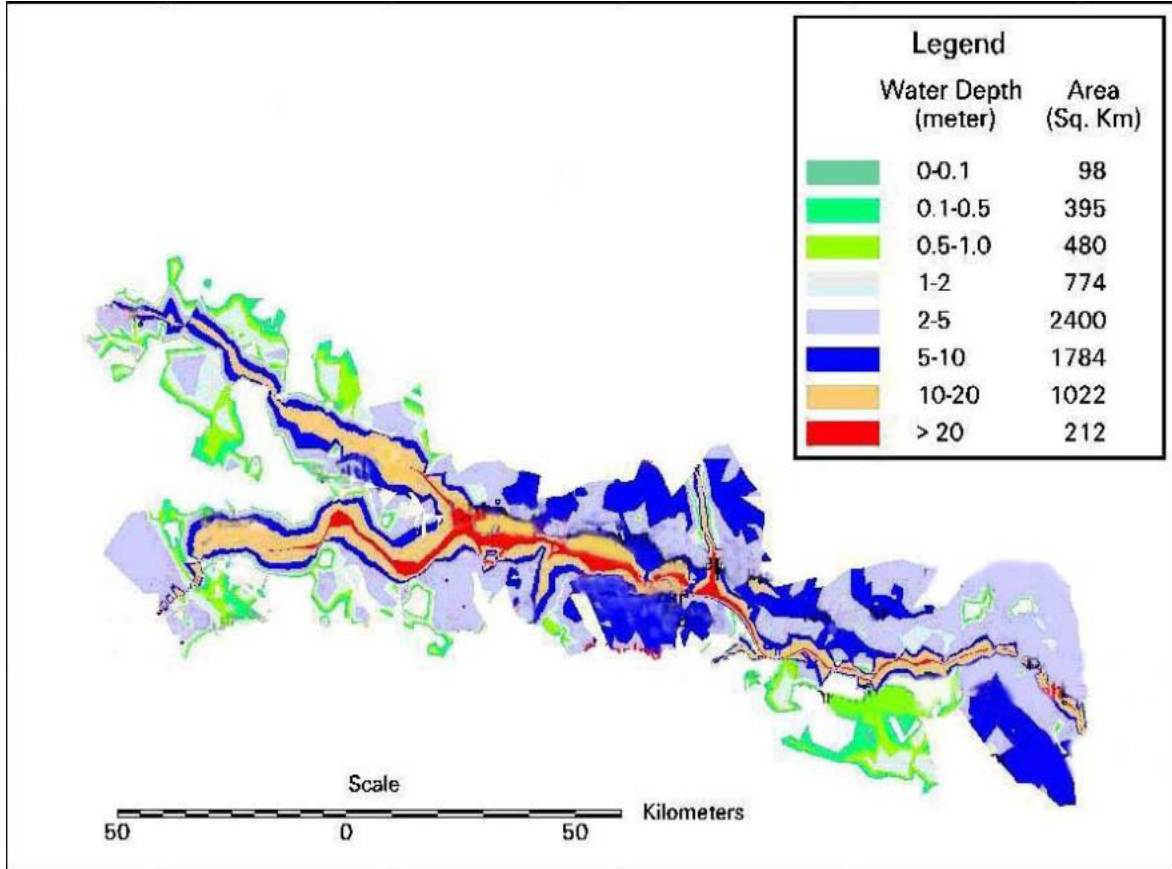 Legend
Water Depth Area
(meter) (Sq. Km)
0-0.1 98
0.1-0.5 395
0.5-1.0 480
1-2 774
2-5 2400
5-10 1784
10-20 1022
> 20 212
Scale
Kilometers
50 0 50